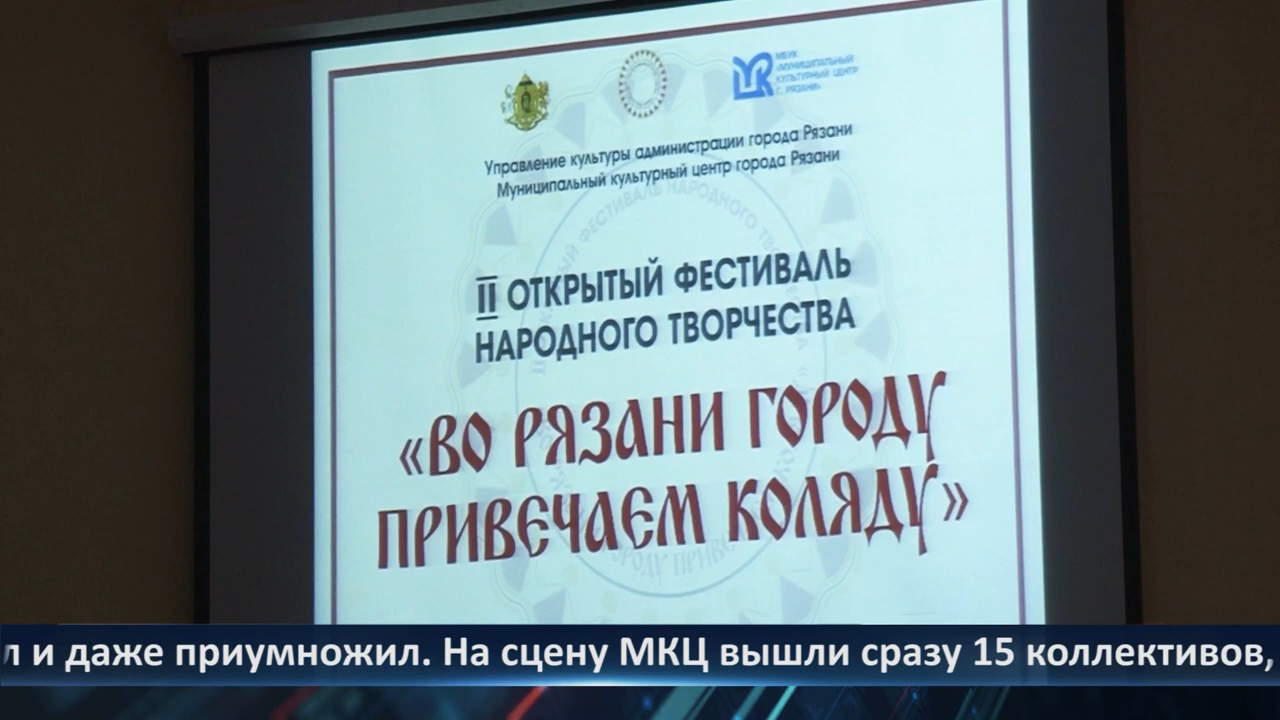 МБУК
«МУНИЦИПАЛЬНЫЙ
КУЛЬТУРНЫЙ ЦЕНТР
Г. РЯЗАНИ»
Управление культуры администрации города Рязани
Муниципальный культурный центр города Рязани
II ОТКРЫТЫЙ ФЕСТИВАЛЬ
НАРОДНОГО ТВОРЧЕСТВА
«ВО РЯЗАНИ ГОРОДУ
ПРИВЕЧАЕМ КОЛЯДУ»
л и даже приумножил. На сцену МКЦ вышли сразу 15 коллективов,